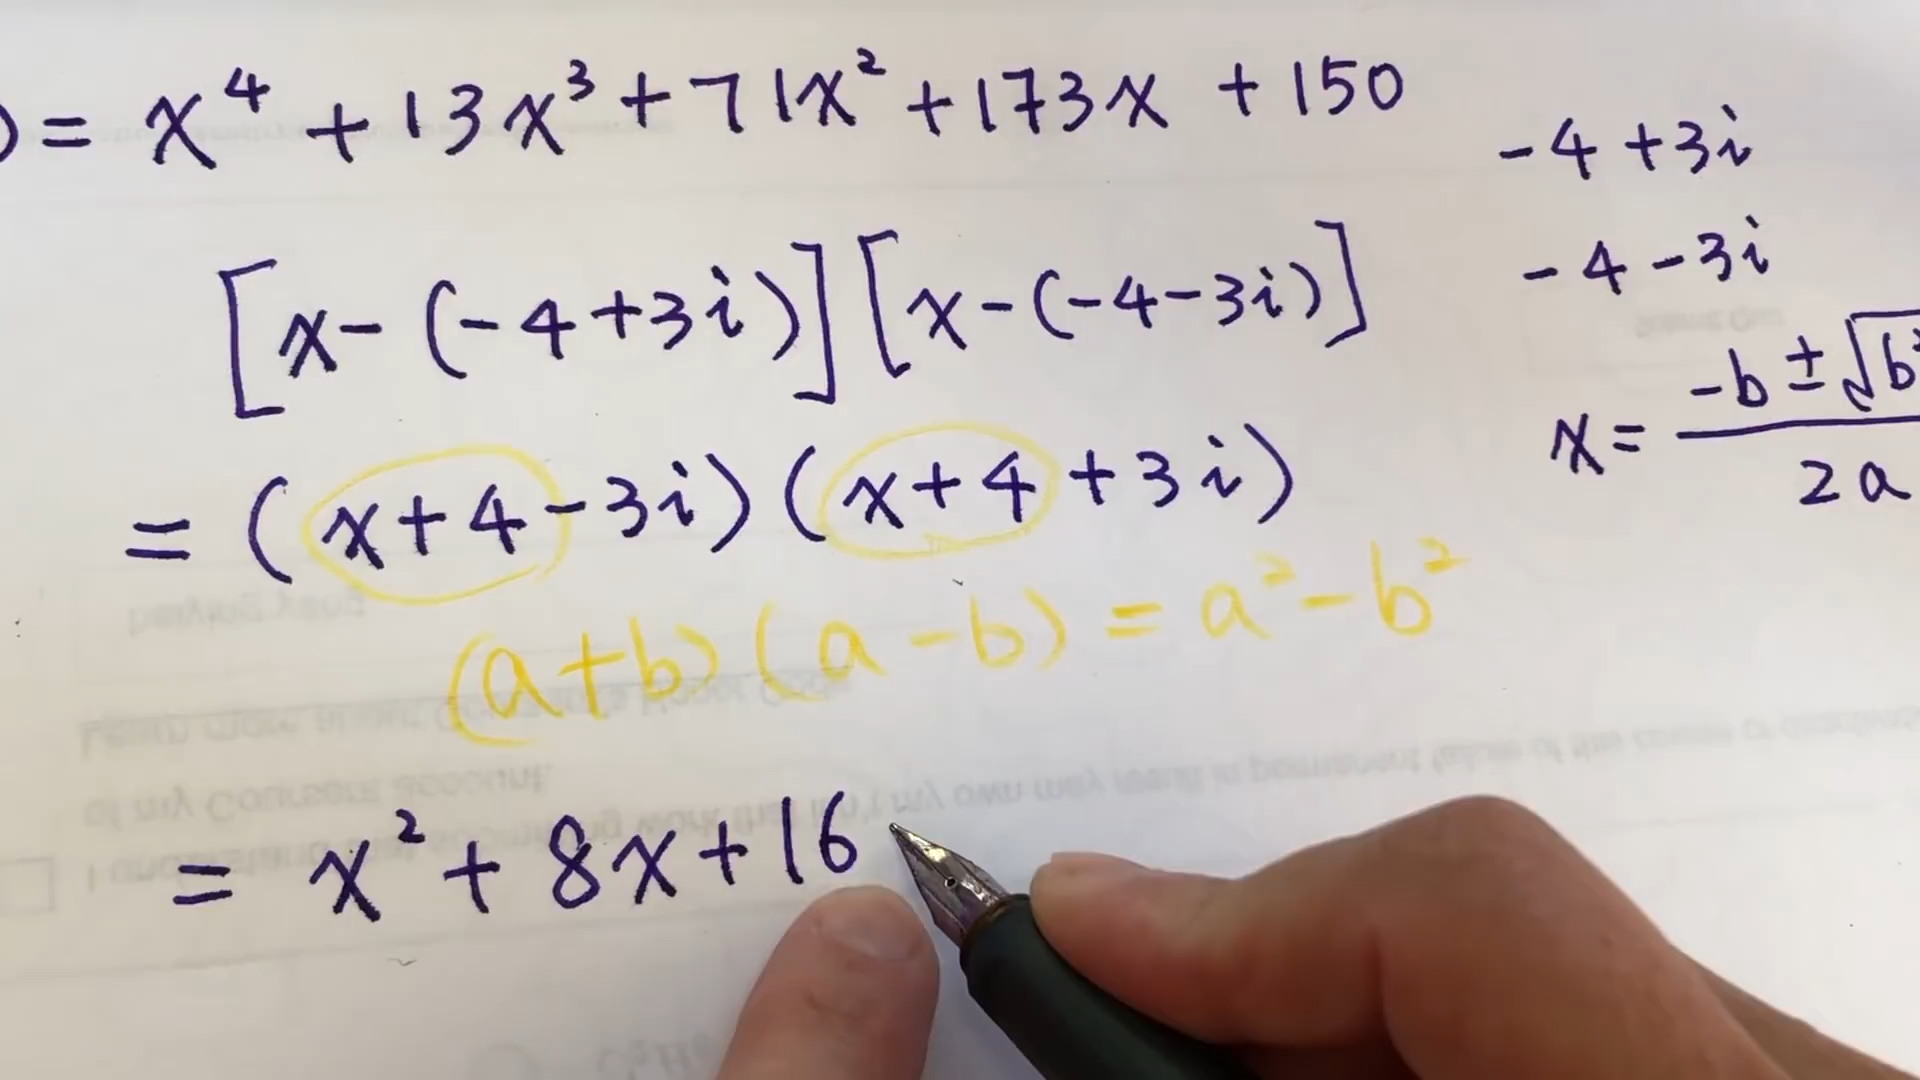 ) = x⁴ + 13x³ + 71x² + 173x + 150
-4 + 3i
[x - (-4 + 3i)] [x - (-4 - 3i)]
-4 - 3i
x = -b ± √b²
2a
= (x + 4 - 3i) (x + 4 + 3i)
(a + b) (a - b) = a² - b²
= x² + 8x + 16